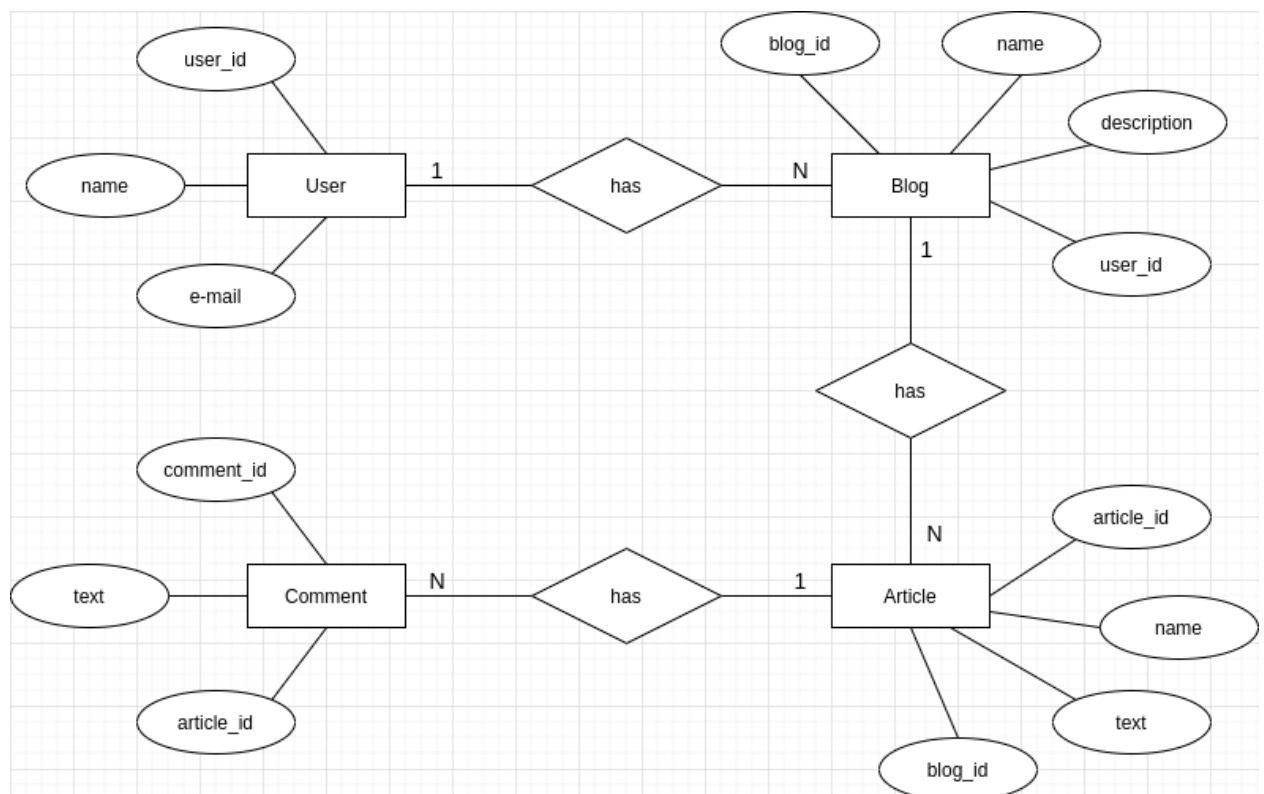 blog_id
name
user_id
description
name
User
1
has
N
Blog
1
user_id
e-mail
has
comment_id
article_id
N
text
Comment
N
has
1
Article
name
article_id
text
blog_id